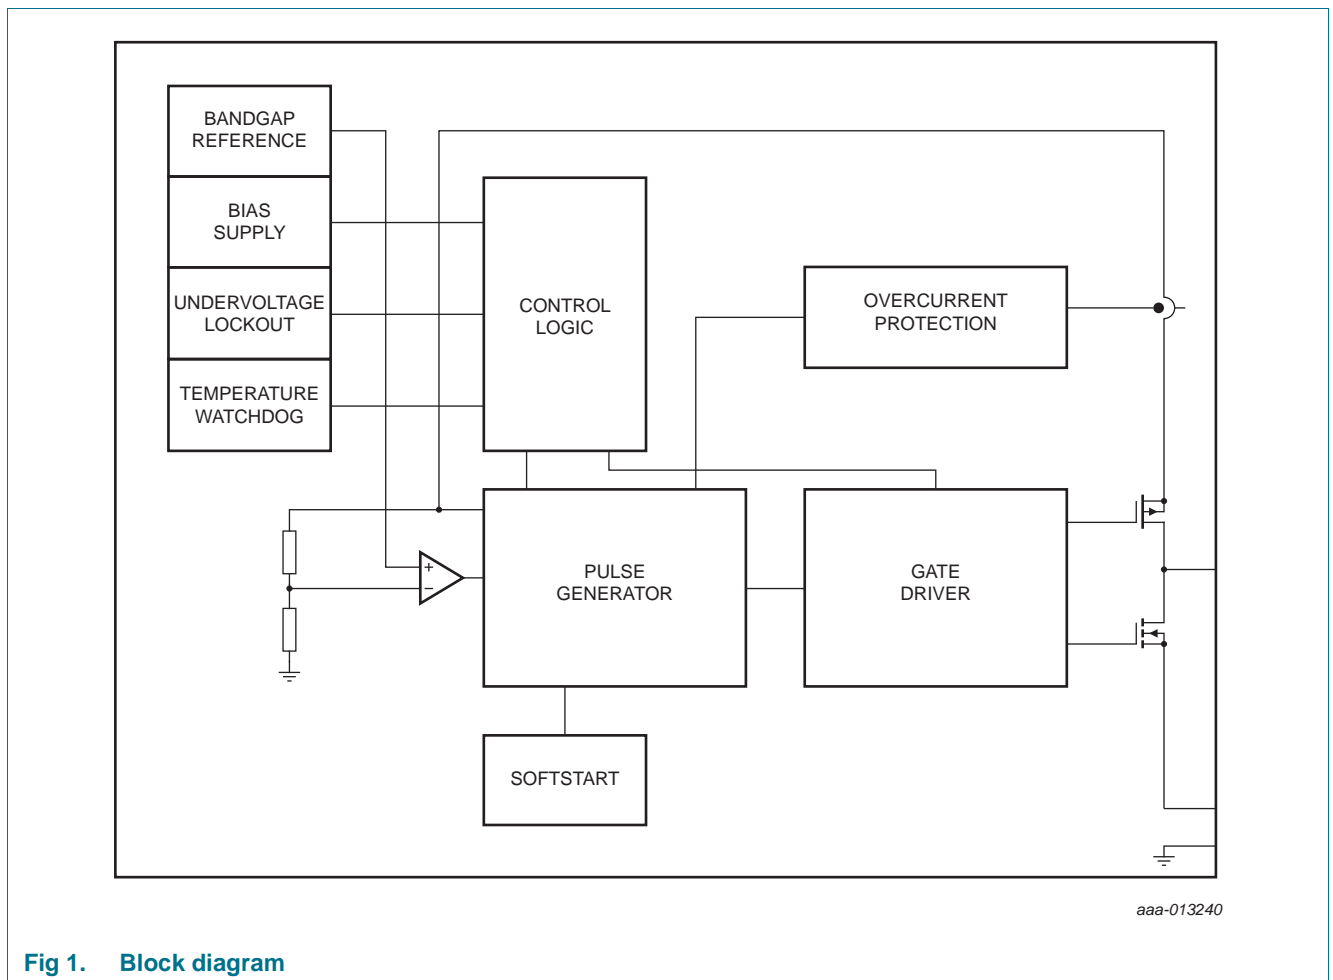 BANDGAP
REFERENCE
BIAS
SUPPLY
UNDERVOLTAGE
LOCKOUT
TEMPERATURE
WATCHDOG
CONTROL
LOGIC
OVERCURRENT
PROTECTION
+
−
PULSE
GENERATOR
GATE
DRIVER
SOFTSTART
aaa-013240
Fig 1. Block diagram